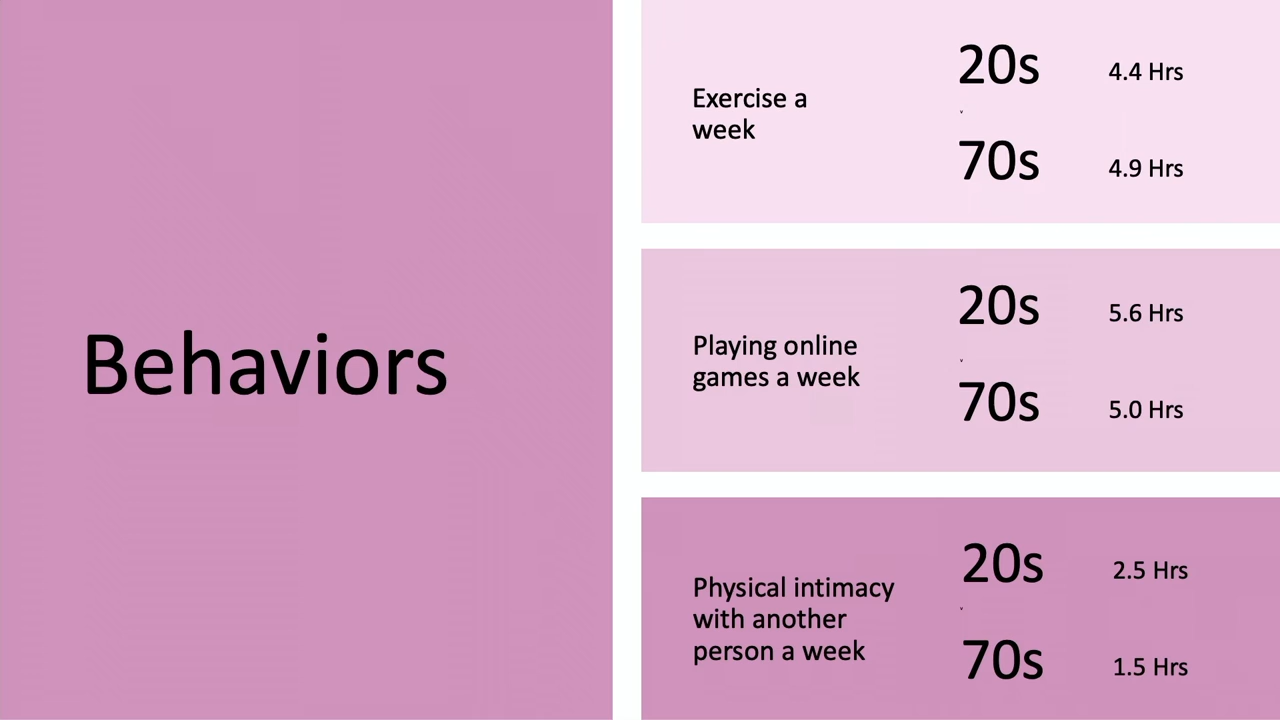 Behaviors
Exercise a
week
20s 4.4 Hrs
70s 4.9 Hrs
Playing online
games a week
20s 5.6 Hrs
70s 5.0 Hrs
Physical intimacy
with another
person a week
20s 2.5 Hrs
70s 1.5 Hrs